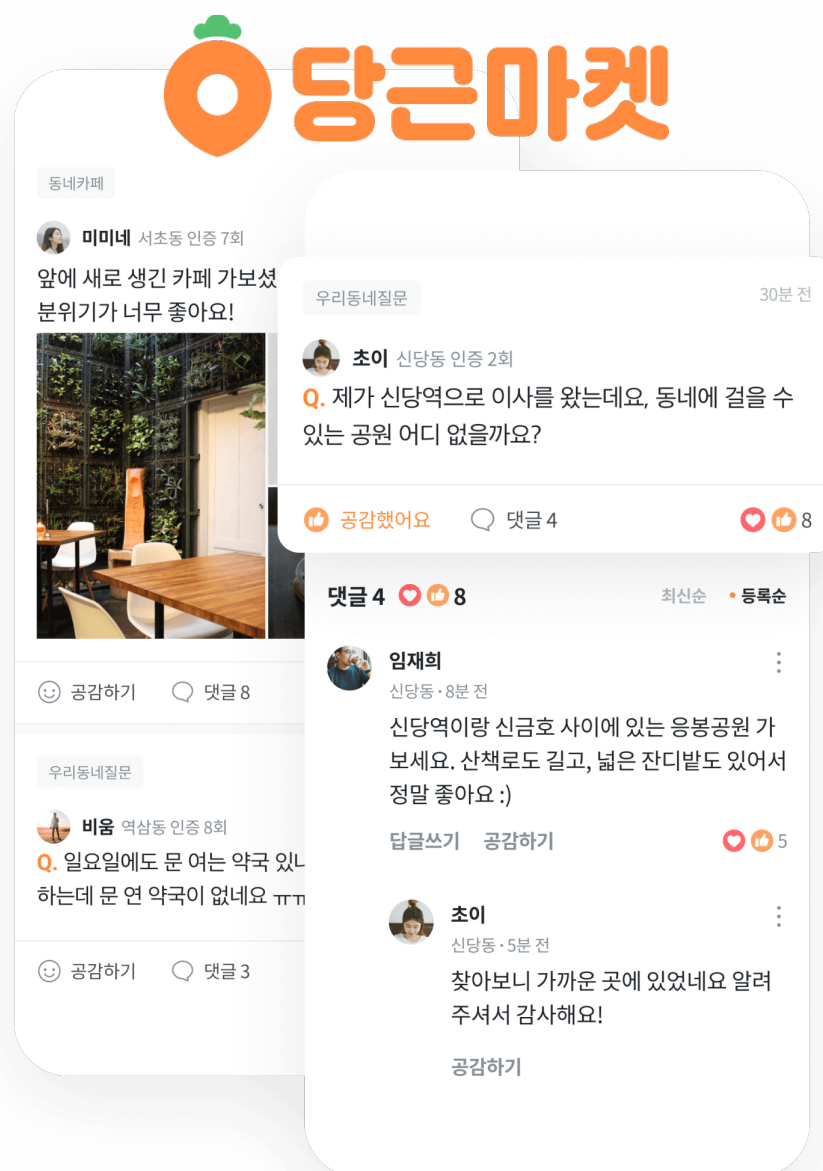 당근마켓
동네카페
미미네 서초동 인증 7회
앞에 새로 생긴 카페 가보셨
분위기가 너무 좋아요!
공감하기 댓글 8
우리동네질문
비움 역삼동 인증 8회
Q. 일요일에도 문 여는 약국 있
하는데 문 연 약국이 없네요 ㅠㅠ
공감하기 댓글 3
우리동네질문 30분 전
초이 신당동 인증 2회
Q. 제가 신당역으로 이사를 왔는데요, 동네에 걸을 수
있는 공원 어디 없을까요?
공감했어요 댓글 4 8
댓글 4 8 최신순 • 등록순
임재희
신당동 · 8분 전
신당역이랑 신금호 사이에 있는 응봉공원 가
보세요. 산책로도 길고, 넓은 잔디밭도 있어서
정말 좋아요 :)
답글쓰기 공감하기 5
초이
신당동 · 5분 전
찾아보니 가까운 곳에 있었네요 알려
주셔서 감사해요!
공감하기